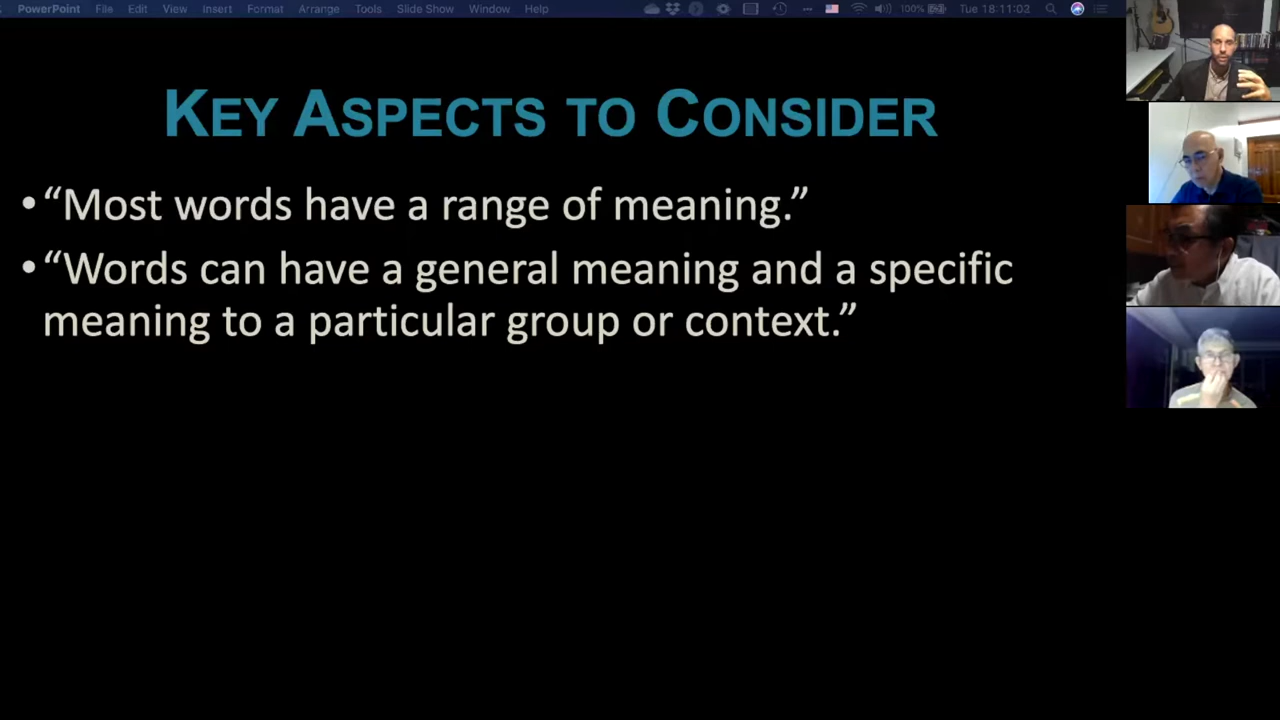 PowerPoint File Edit View Insert Format Arrange Tools Slide Show Window Help 100% Tue 18:11:03
KEY ASPECTS TO CONSIDER
• “Most words have a range of meaning.”
• “Words can have a general meaning and a specific
meaning to a particular group or context.”